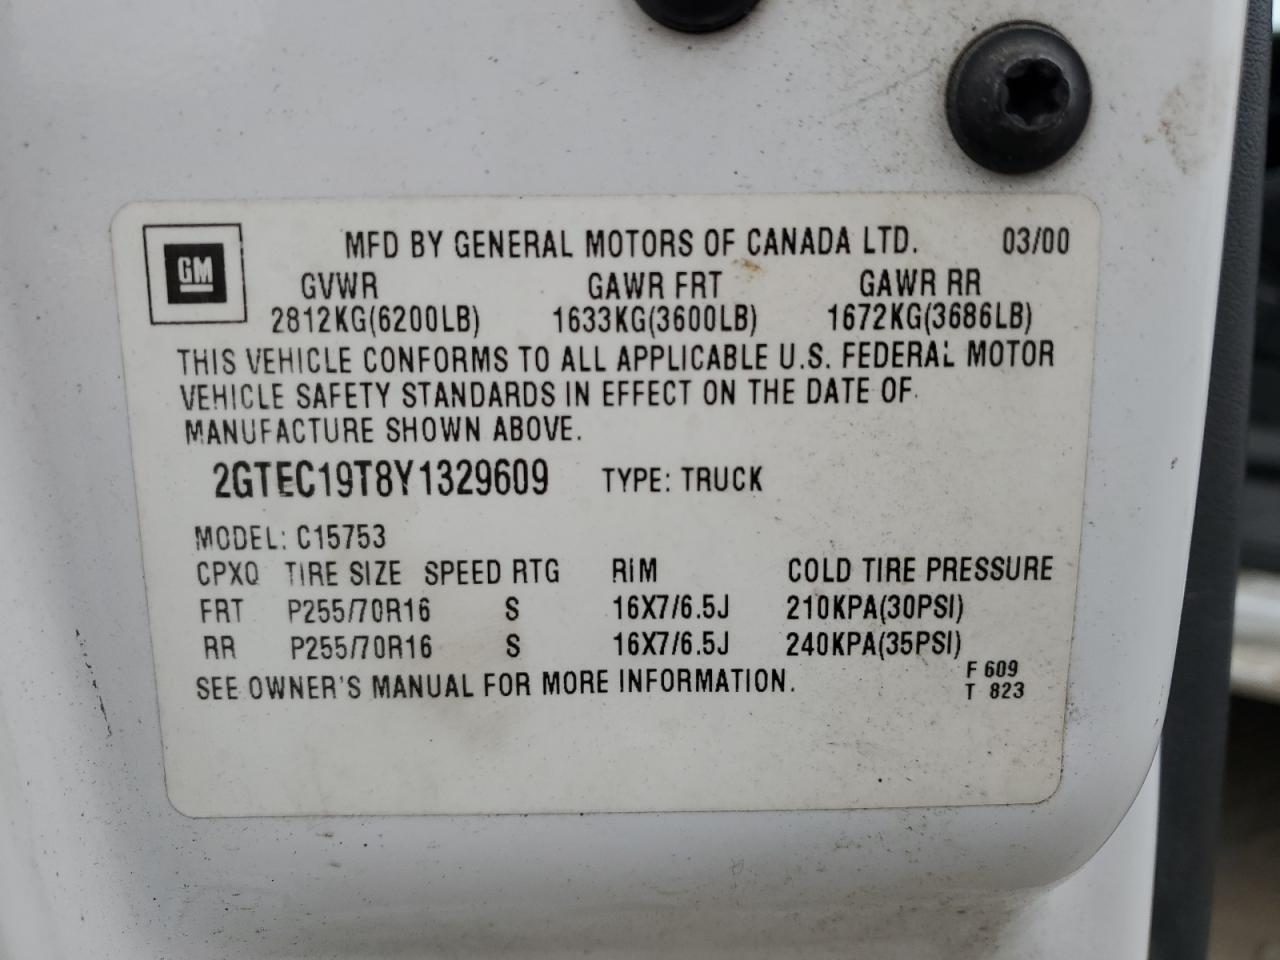 GM
MFD BY GENERAL MOTORS OF CANADA LTD. 03/00
GVWR GAWR FRT GAWR RR
2812KG(6200LB) 1633KG(3600LB) 1672KG(3686LB)
THIS VEHICLE CONFORMS TO ALL APPLICABLE U.S. FEDERAL MOTOR
VEHICLE SAFETY STANDARDS IN EFFECT ON THE DATE OF
MANUFACTURE SHOWN ABOVE.
2GTEC19T8Y1329609 TYPE: TRUCK
MODEL: C15753
CPXQ TIRE SIZE SPEED RTG RIM COLD TIRE PRESSURE
FRT P255/70R16 S 16X7/6.5J 210KPA(30PSI)
RR P255/70R16 S 16X7/6.5J 240KPA(35PSI)
SEE OWNER'S MANUAL FOR MORE INFORMATION. F 609
T 823